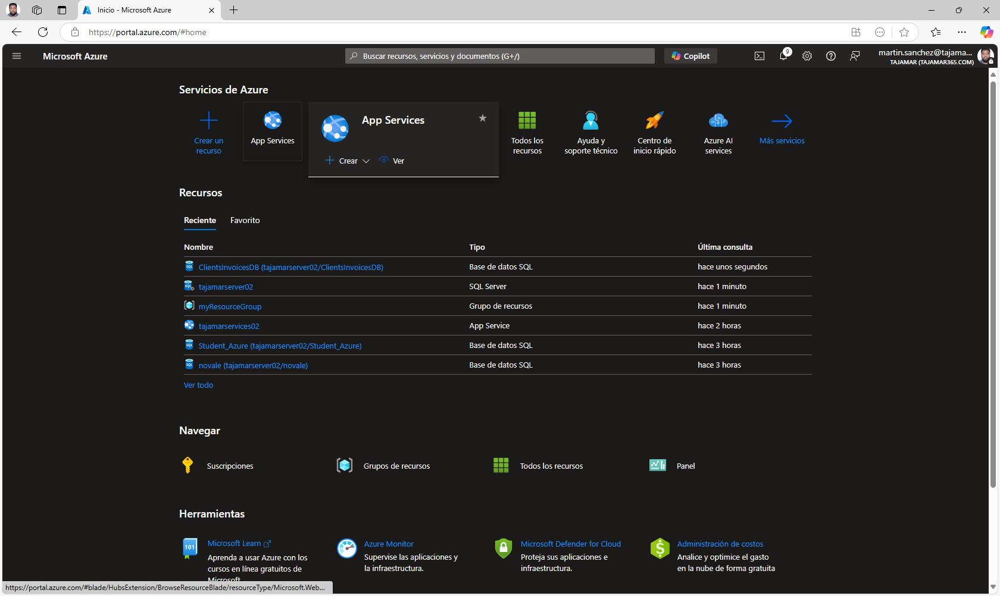 Inicio - Microsoft Azure
https://portal.azure.com/#home
Microsoft Azure
Buscar recursos, servicios y documentos (G+/)
Copilot
9
martin.sanchez@tajama...
TAJAMAR (TAJAMAR365.COM)
Servicios de Azure
Crear un
recurso
App Services
App Services
Crear
Ver
Todos los
recursos
Ayuda y
soporte técnico
Centro de
inicio rápido
Azure AI
services
Más servicios
Recursos
Reciente
Favorito
Nombre
Tipo
Última consulta
SQL
ClientsInvoicesDB (tajamarserver02/ClientsInvoicesDB)
Base de datos SQL
hace unos segundos
SQL
tajamarserver02
SQL Server
hace 1 minuto
myResourceGroup
Grupo de recursos
hace 1 minuto
tajamarservices02
App Service
hace 2 horas
SQL
Student_Azure (tajamarserver02/Student_Azure)
Base de datos SQL
hace 3 horas
SQL
novale (tajamarserver02/novale)
Base de datos SQL
hace 3 horas
Ver todo
Navegar
Suscripciones
Grupos de recursos
Todos los recursos
Panel
Herramientas
101
Microsoft Learn
Aprenda a usar Azure con los
cursos en línea gratuitos de
Microsoft
Azure Monitor
Supervise las aplicaciones y
la infraestructura.
Microsoft Defender for Cloud
Proteja sus aplicaciones e
infraestructura.
$
Administración de costos
Analice y optimice el gasto
en la nube de forma gratuita
https://portal.azure.com/#blade/HubsExtension/BrowseResourceBlade/resourceType/Microsoft.Web...